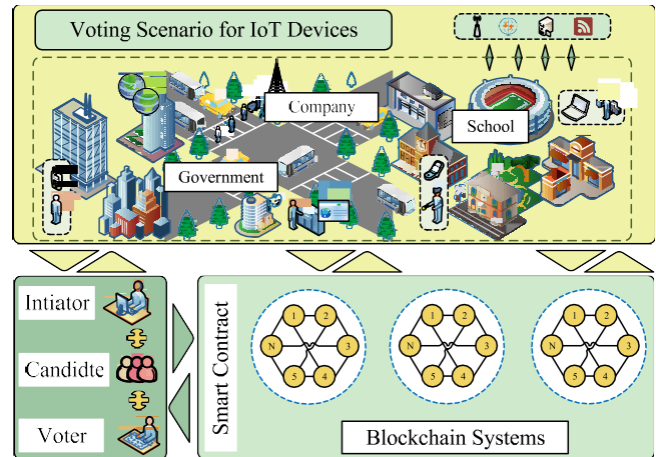 Voting Scenario for IoT Devices
Company
School
Government
Intiator
Candidte
Voter
Smart Contract
1 2
N 3
5 4
1 2
N 3
5 4
1 2
N 3
5 4
Blockchain Systems